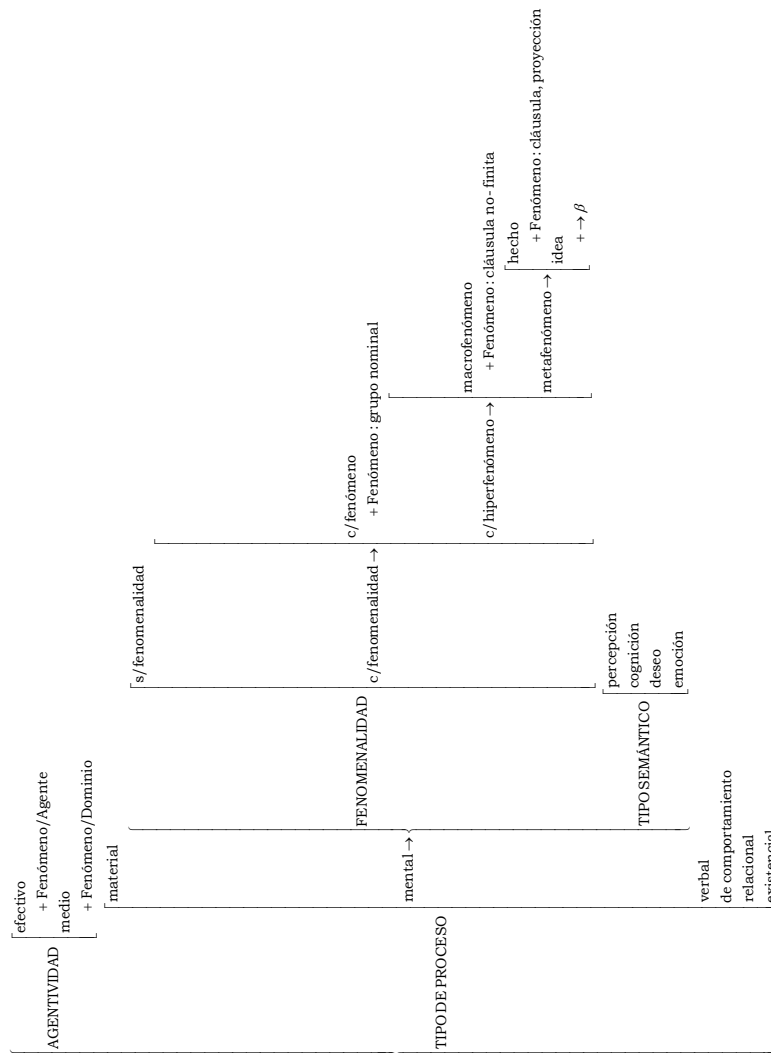 AGENTIVIDAD
efectivo
+ Fenómeno/Agente
medio
+ Fenómeno/Dominio
TIPO DE PROCESO
material
mental →
FENOMENALIDAD
s/fenomenalidad
c/fenomenalidad →
c/fenómeno
+ Fenómeno : grupo nominal
c/hiperfenómeno →
macrofenómeno
+ Fenómeno : cláusula no-finita
metafenómeno →
hecho
+ Fenómeno : cláusula, proyección
idea
+ → β
TIPO SEMÁNTICO
percepción
cognición
deseo
emoción
verbal
de comportamiento
relacional
existencial